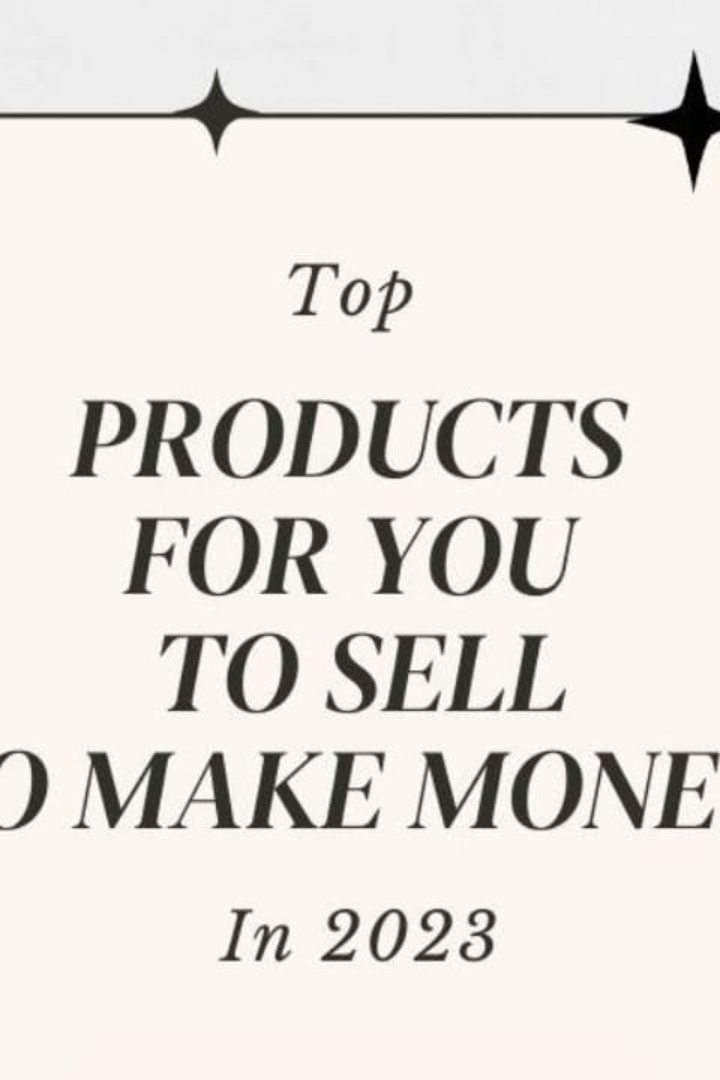 Top
PRODUCTS
FOR YOU
TO SELL
O MAKE MONE
In 2023